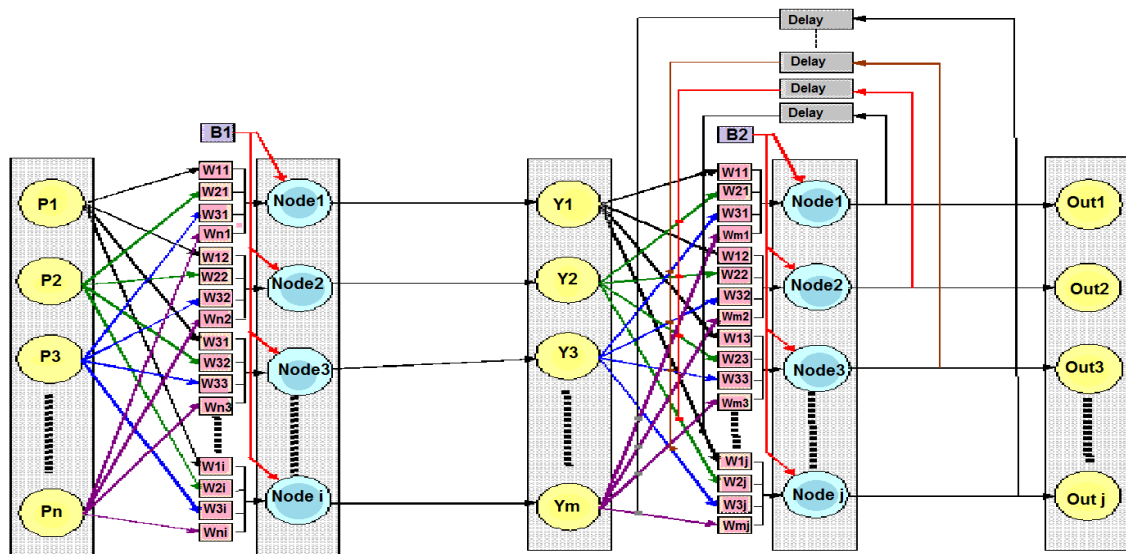 Delay
Delay
Delay
Delay
B1
B2
P1
P2
P3
Pn
W11
W21
W31
Wn1
W12
W22
W32
Wn2
W31
W32
W33
Wn3
W1i
W2i
W3i
Wni
Node1
Node2
Node3
Node i
Y1
Y2
Y3
Ym
W11
W21
W31
Wm1
W12
W22
W32
Wm2
W13
W23
W33
Wm3
W1j
W2j
W3j
Wmj
Node1
Node2
Node3
Node j
Out1
Out2
Out3
Out j